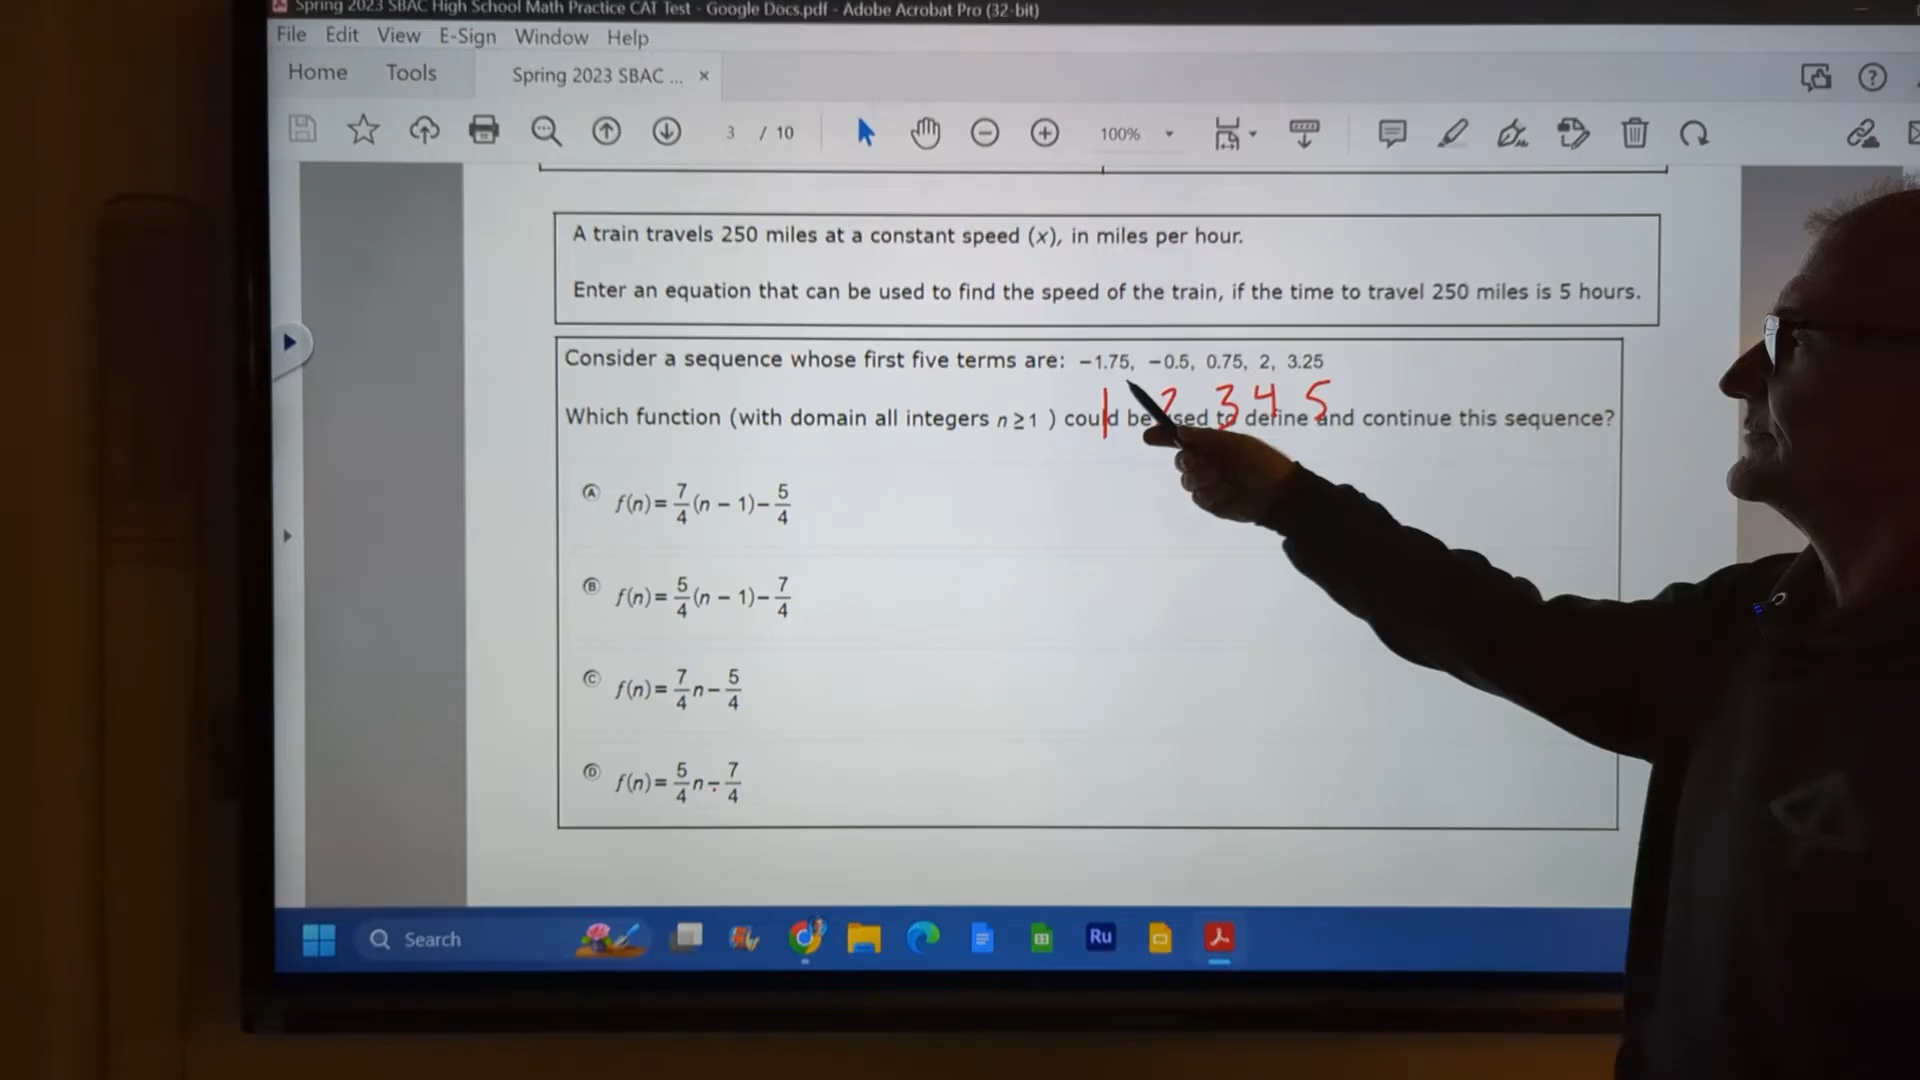 Spring 2023 SBAC High School Math Practice CAT Test - Google Docs.pdf - Adobe Acrobat Pro (32-bit)
File Edit View E-Sign Window Help
Home Tools Spring 2023 SBAC ... ×
3 / 10 100%
A train travels 250 miles at a constant speed (x), in miles per hour.
Enter an equation that can be used to find the speed of the train, if the time to travel 250 miles is 5 hours.
Consider a sequence whose first five terms are: −1.75, −0.5, 0.75, 2, 3.25
1 2 3 4 5
Which function (with domain all integers n ≥ 1 ) could be used to define and continue this sequence?
A f(n) = 7/4 (n − 1) − 5/4
B f(n) = 5/4 (n − 1) − 7/4
C f(n) = 7/4 n − 5/4
D f(n) = 5/4 n − 7/4
Search
Ru